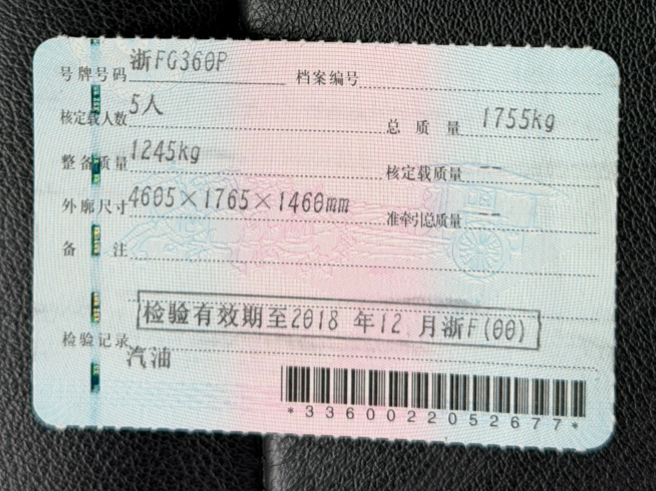 号牌号码 浙FG360P 档案编号
核定载人数 5人 总质量 1755kg
整备质量 1245kg 核定载质量 --
外廓尺寸 4605×1765×1460mm 准牵引总质量 --
备注
检验有效期至2018 年12 月浙F(00)
检验记录
汽油
*3360022052677*